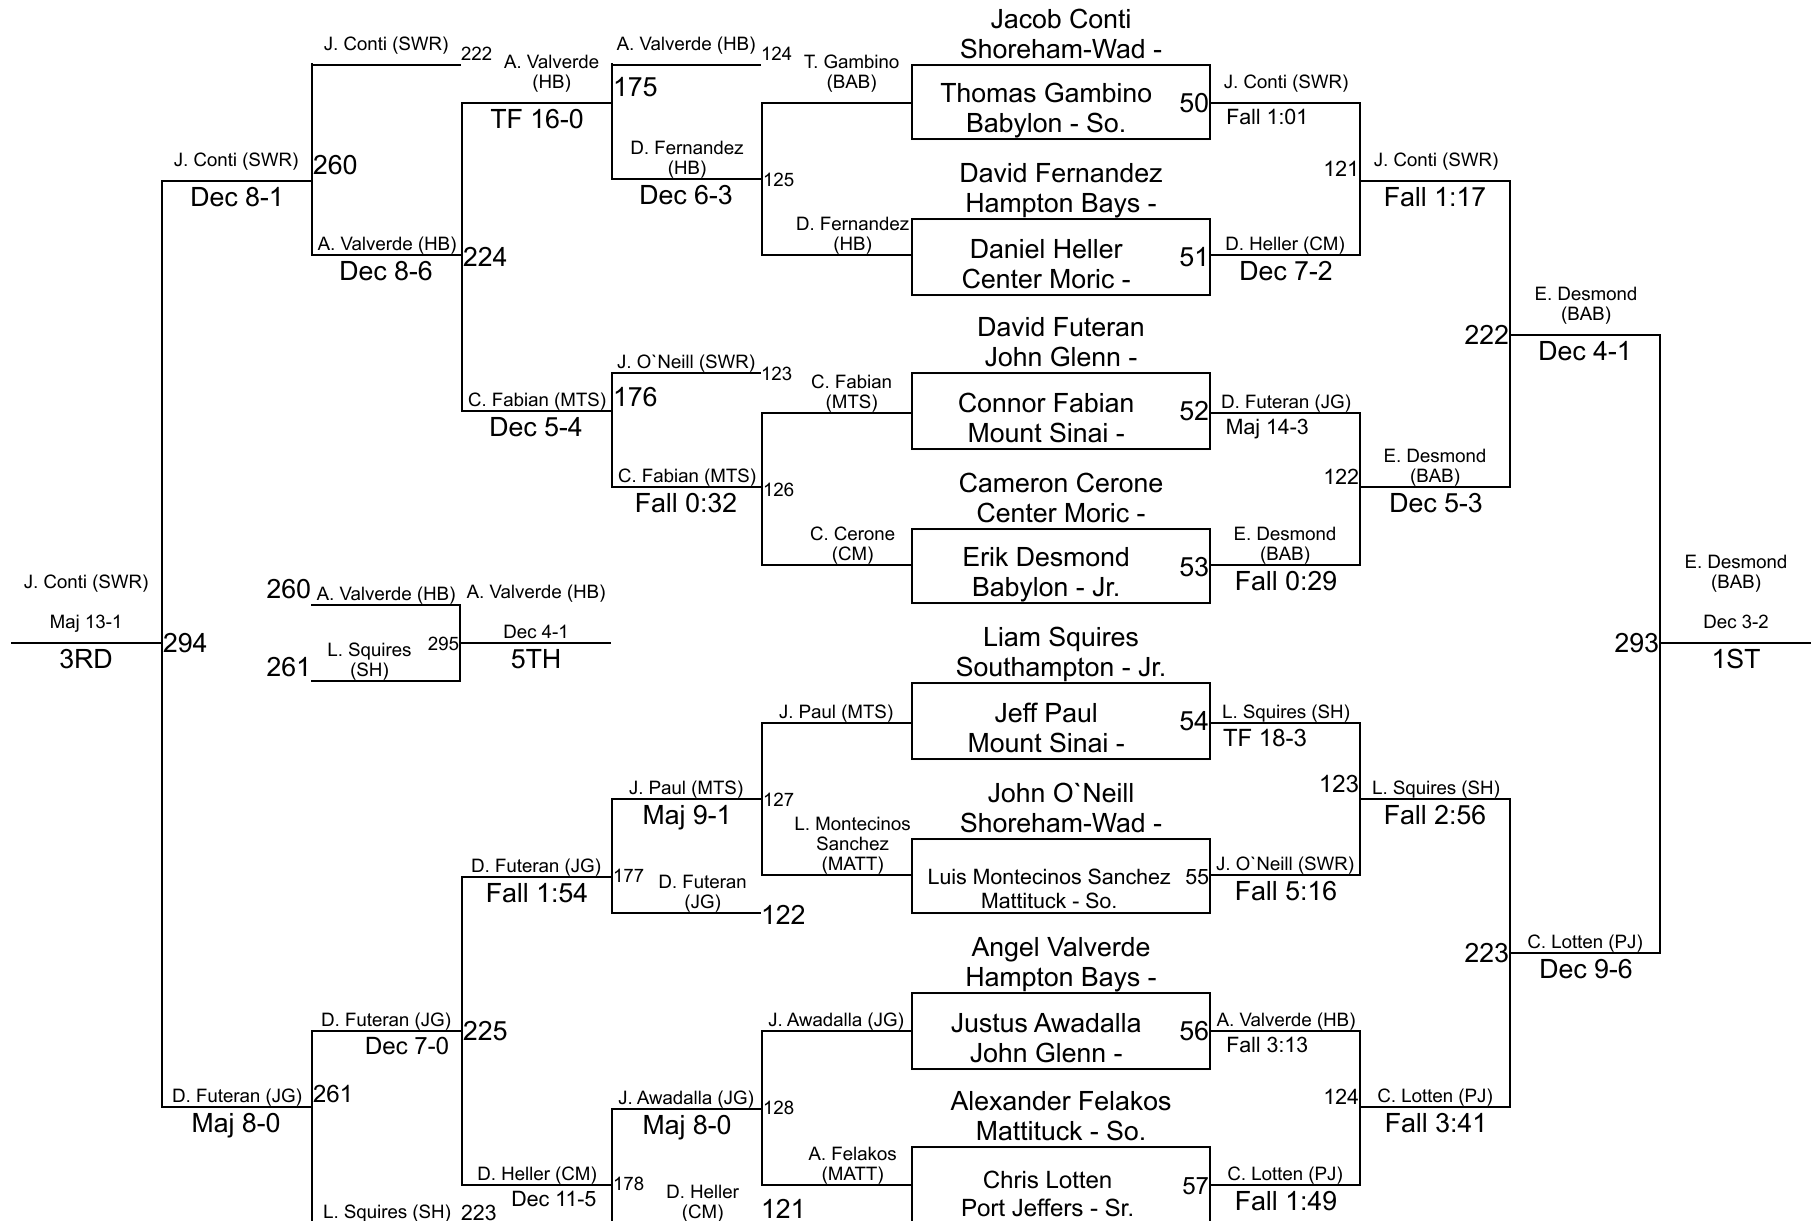 Jacob Conti
Shoreham-Wad -
J. Conti (SWR)
222
A. Valverde
(HB)
A. Valverde (HB)
124
T. Gambino
(BAB)
175
Thomas Gambino
Babylon - So.
50
J. Conti (SWR)
Fall 1:01
TF 16-0
D. Fernandez
(HB)
Dec 6-3
125
J. Conti (SWR)
Dec 8-1
260
David Fernandez
Hampton Bays -
121
J. Conti (SWR)
Fall 1:17
A. Valverde (HB)
Dec 8-6
224
D. Fernandez
(HB)
Daniel Heller
Center Moric -
51
D. Heller (CM)
Dec 7-2
E. Desmond
(BAB)
222
Dec 4-1
David Futeran
John Glenn -
J. O`Neill (SWR)
123
C. Fabian (MTS)
Dec 5-4
176
C. Fabian
(MTS)
Connor Fabian
Mount Sinai -
52
D. Futeran (JG)
Maj 14-3
C. Fabian (MTS)
Fall 0:32
126
Cameron Cerone
Center Moric -
122
E. Desmond
(BAB)
Dec 5-3
C. Cerone
(CM)
Erik Desmond
Babylon - Jr.
53
E. Desmond
(BAB)
Fall 0:29
J. Conti (SWR)
Maj 13-1
3RD
294
260
A. Valverde (HB)
261
L. Squires
(SH)
295
A. Valverde (HB)
Dec 4-1
5TH
E. Desmond
(BAB)
293
Dec 3-2
1ST
Liam Squires
Southampton - Jr.
J. Paul (MTS)
Jeff Paul
Mount Sinai -
54
L. Squires (SH)
TF 18-3
J. Paul (MTS)
Maj 9-1
127
John O`Neill
Shoreham-Wad -
123
L. Squires (SH)
Fall 2:56
L. Montecinos
Sanchez
(MATT)
Luis Montecinos Sanchez
Mattituck - So.
55
J. O`Neill (SWR)
Fall 5:16
D. Futeran (JG)
Fall 1:54
177
D. Futeran
(JG)
122
Angel Valverde
Hampton Bays -
223
C. Lotten (PJ)
Dec 9-6
D. Futeran (JG)
Dec 7-0
225
J. Awadalla (JG)
Justus Awadalla
John Glenn -
56
A. Valverde (HB)
Fall 3:13
D. Futeran (JG)
Maj 8-0
261
J. Awadalla (JG)
Maj 8-0
128
Alexander Felakos
Mattituck - So.
124
C. Lotten (PJ)
Fall 3:41
A. Felakos
(MATT)
Chris Lotten
Port Jeffers - Sr.
57
C. Lotten (PJ)
Fall 1:49
D. Heller (CM)
Dec 11-5
178
D. Heller
(CM)
121
L. Squires (SH)
223